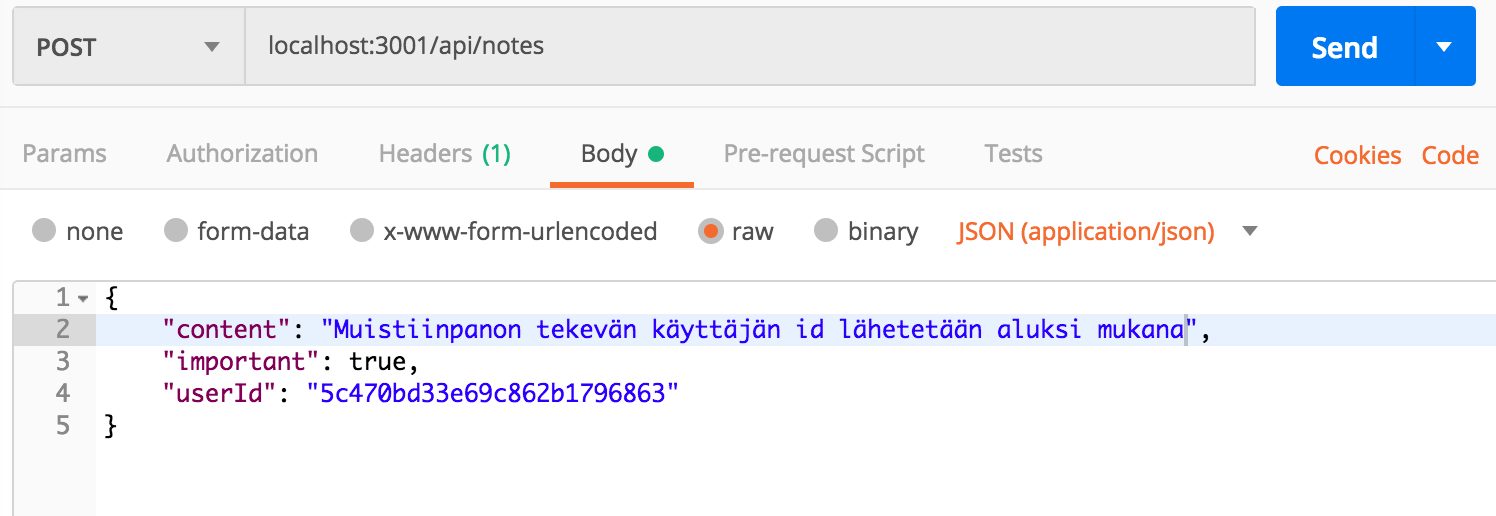 POST localhost:3001/api/notes Send
Params Authorization Headers (1) Body Pre-request Script Tests Cookies Code
none form-data x-www-form-urlencoded raw binary JSON (application/json)
1 {
2 "content": "Muistiinpanon tekevän käyttäjän id lähetetään aluksi mukana",
3 "important": true,
4 "userId": "5c470bd33e69c862b1796863"
5 }